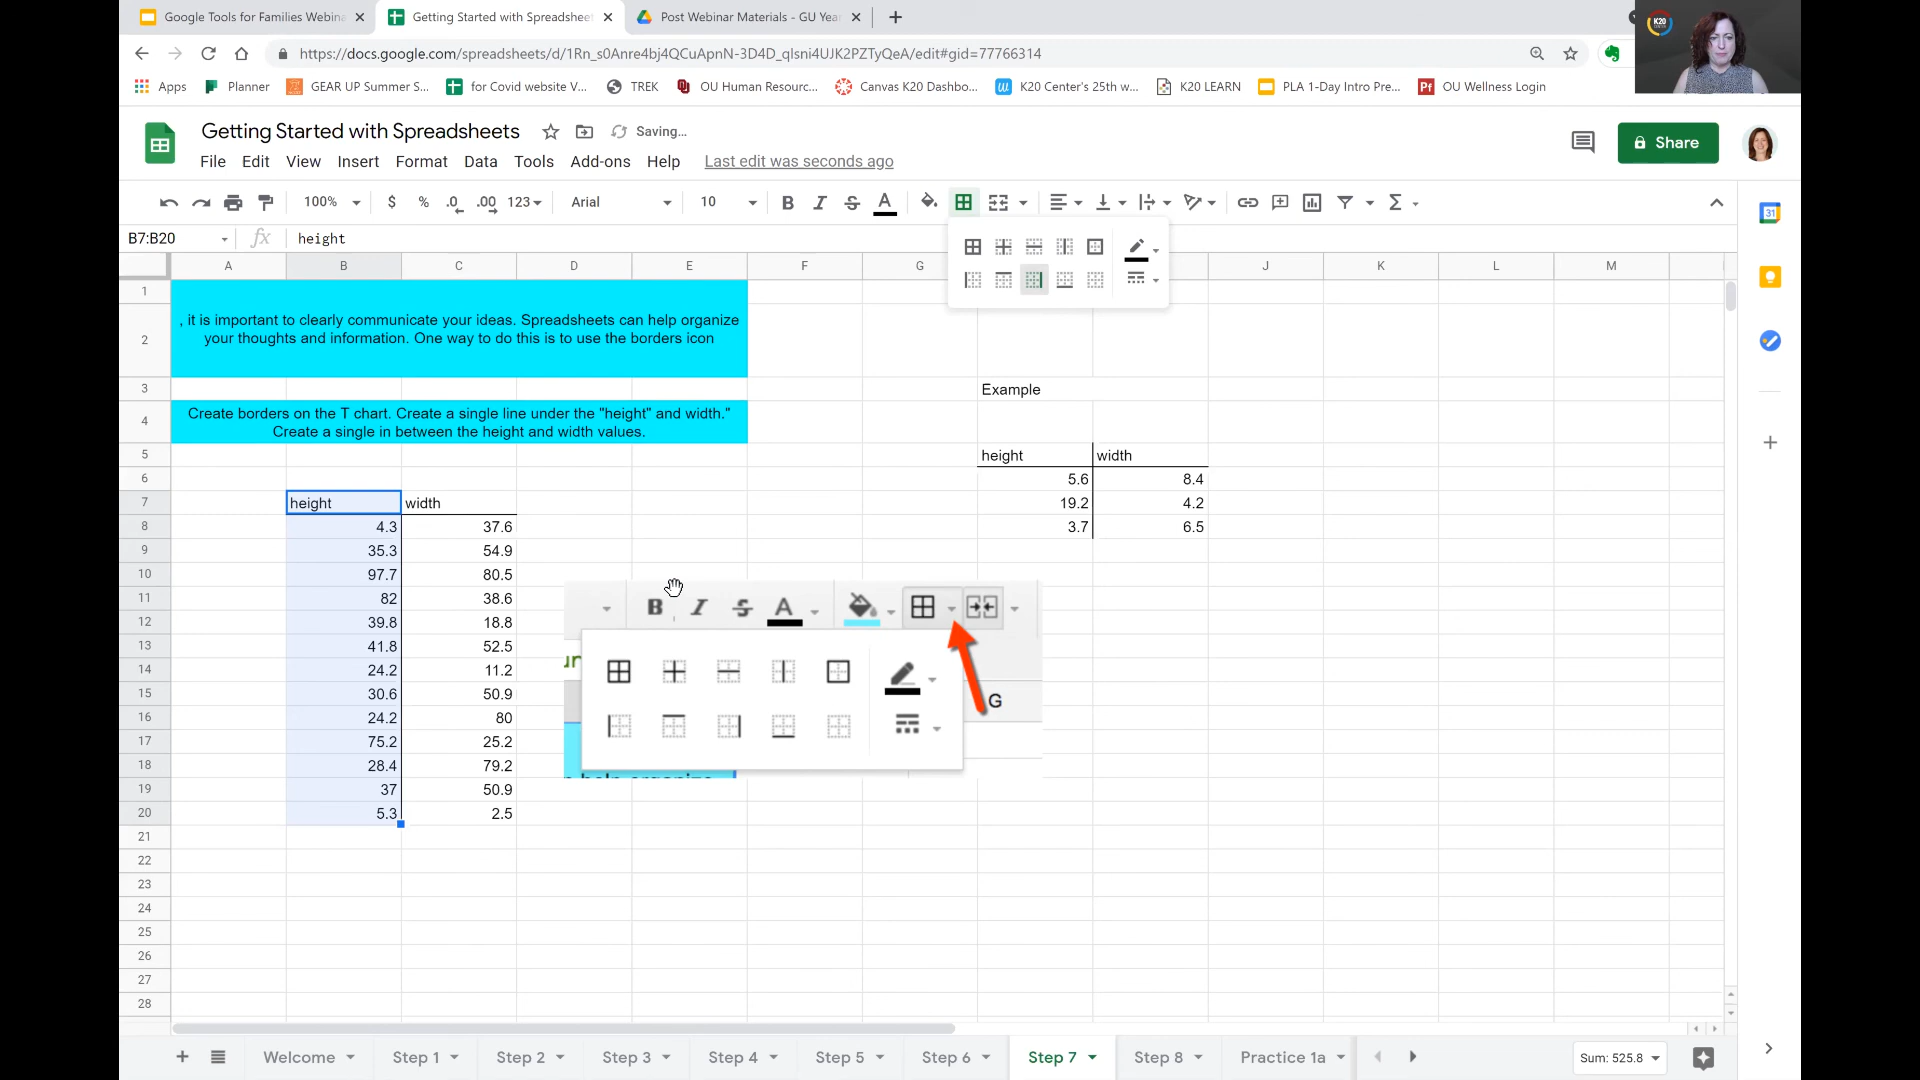 Google Tools for Families Webina
Getting Started with Spreadsheet
Post Webinar Materials - GU Yea
K20
https://docs.google.com/spreadsheets/d/1Rn_s0Anre4bj4QCuApnN-3D4D_qlsni4UJK2PZTyQeA/edit#gid=77766314
Apps Planner GEAR UP Summer S... for Covid website V... TREK OU Human Resourc... Canvas K20 Dashbo... K20 Center's 25th w... K20 LEARN PLA 1-Day Intro Pre... OU Wellness Login
Getting Started with Spreadsheets Saving...
File Edit View Insert Format Data Tools Add-ons Help Last edit was seconds ago
Share
100% $ % .0 .00 123 Arial 10 B I S A Σ
31
B7:B20 fx height
A B C D E F G J K L M
1
2 , it is important to clearly communicate your ideas. Spreadsheets can help organize
your thoughts and information. One way to do this is to use the borders icon
3 Example
4 Create borders on the T chart. Create a single line under the "height" and width."
Create a single in between the height and width values.
5 height width
6 5.6 8.4
7 height width 19.2 4.2
8 4.3 37.6 3.7 6.5
9 35.3 54.9
10 97.7 80.5
11 82 38.6
12 39.8 18.8
13 41.8 52.5
14 24.2 11.2
15 30.6 50.9
16 24.2 80
17 75.2 25.2
18 28.4 79.2
19 37 50.9
20 5.3 2.5
21
22
23
24
25
26
27
28
B I S A
ur
G
help organize
Welcome Step 1 Step 2 Step 3 Step 4 Step 5 Step 6 Step 7 Step 8 Practice 1a Sum: 525.8